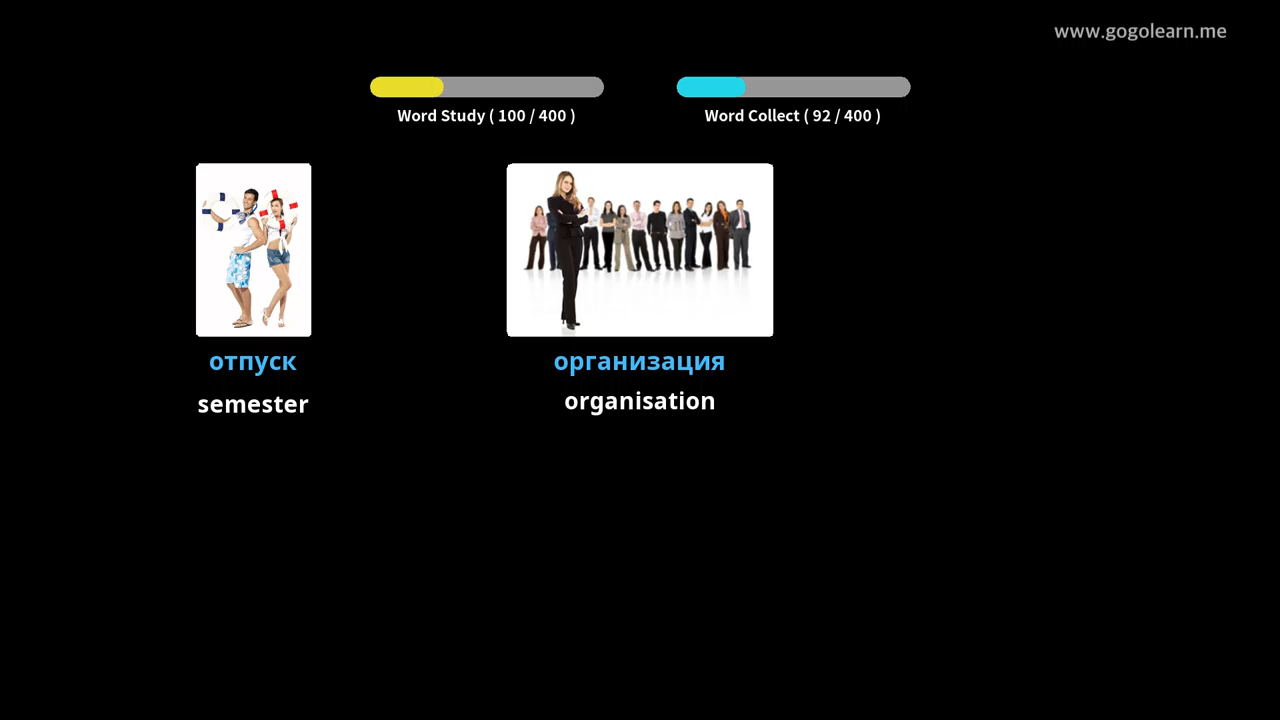 www.gogolearn.me
Word Study ( 100 / 400 )
Word Collect ( 92 / 400 )
отпуск
semester
организация
organisation